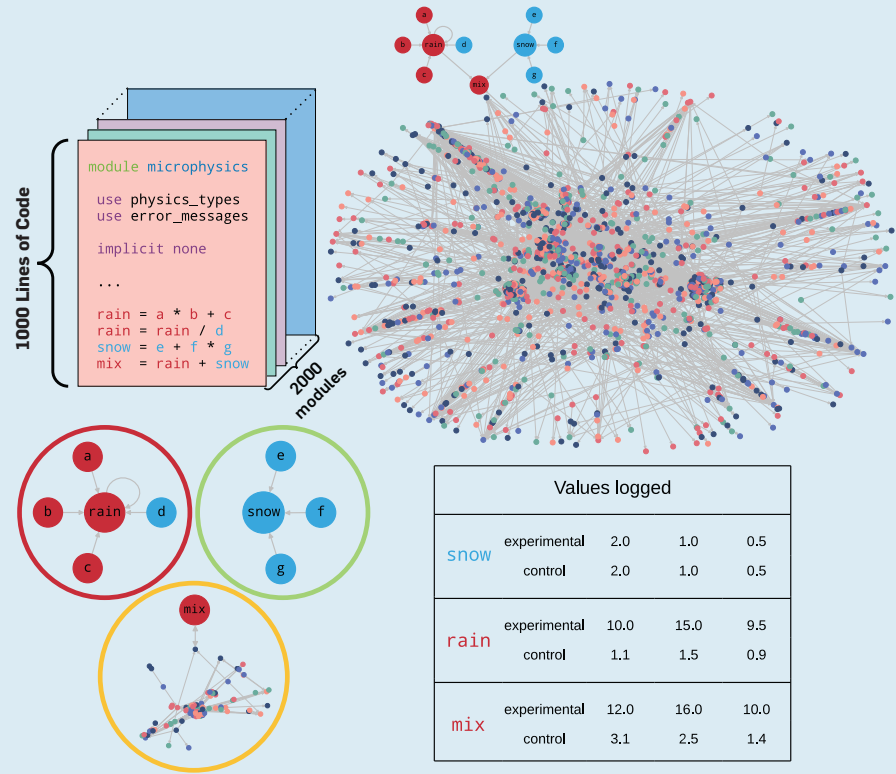 a
e
b
rain
d
snow
f
c
g
mix
1000 Lines of Code
module microphysics
use physics_types
use error_messages
implicit none
...
rain = a * b + c
rain = rain / d
snow = e + f * g
mix  = rain + snow
2000
modules
a
b
rain
d
c
e
snow
f
g
mix
Values logged
snow
experimental 2.0 1.0 0.5
control 2.0 1.0 0.5
rain
experimental 10.0 15.0 9.5
control 1.1 1.5 0.9
mix
experimental 12.0 16.0 10.0
control 3.1 2.5 1.4